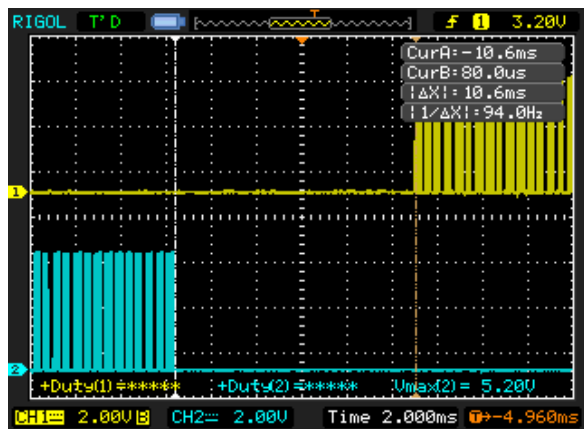 RIGOL T'D T f 1 3.20V
CurA:-10.6ms
CurB:80.0us
|ΔX|:10.6ms
|1/ΔX|:94.0Hz
1
2
+Duty(1)=***** +Duty(2)=***** Vmax(2)= 5.20V
CH1 2.00V B CH2 2.00V Time 2.000ms T→-4.960ms